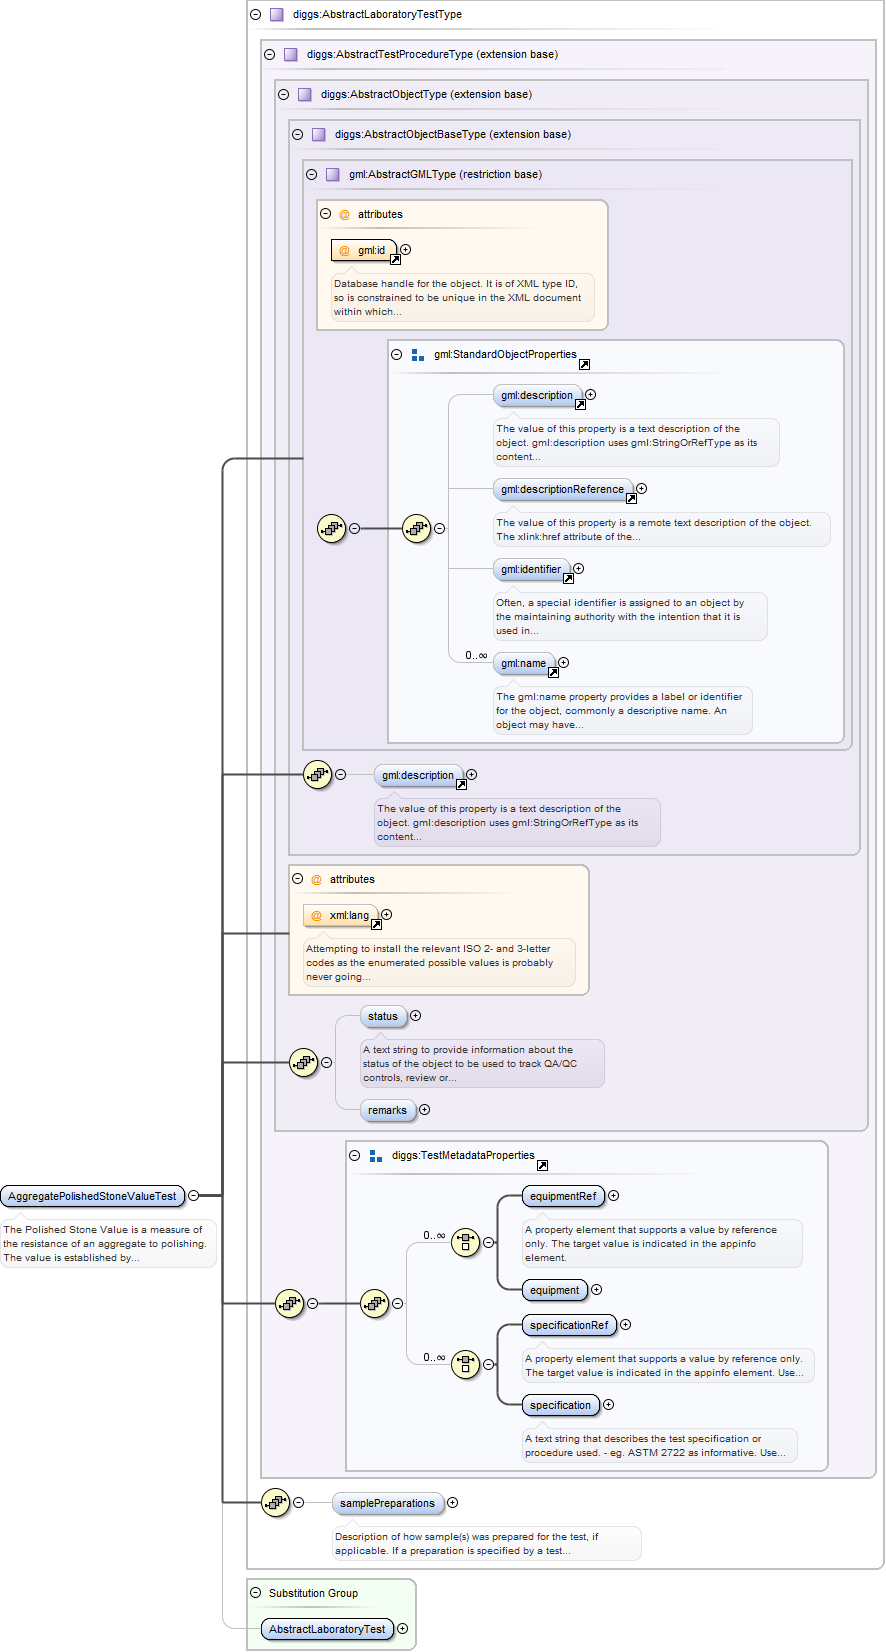 diggs:AbstractLaboratoryTestType
diggs:AbstractTestProcedureType (extension base)
diggs:AbstractObjectType (extension base)
diggs:AbstractObjectBaseType (extension base)
gml:AbstractGMLType (restriction base)
@ attributes
@ gml:id
Database handle for the object. It is of XML type ID,
so is constrained to be unique in the XML document
within which...
gml:StandardObjectProperties
gml:description
The value of this property is a text description of the
object. gml:description uses gml:StringOrRefType as its
content...
gml:descriptionReference
The value of this property is a remote text description of the object.
The xlink:href attribute of the...
gml:identifier
Often, a special identifier is assigned to an object by
the maintaining authority with the intention that it is
used in...
0..∞
gml:name
The gml:name property provides a label or identifier
for the object, commonly a descriptive name. An
object may have...
gml:description
The value of this property is a text description of the
object. gml:description uses gml:StringOrRefType as its
content...
@ attributes
@ xml:lang
Attempting to install the relevant ISO 2- and 3-letter
codes as the enumerated possible values is probably
never going...
status
A text string to provide information about the
status of the object to be used to track QA/QC
controls, review or...
remarks
diggs:TestMetadataProperties
AggregatePolishedStoneValueTest
The Polished Stone Value is a measure of
the resistance of an aggregate to polishing.
The value is established by...
equipmentRef
0..∞
A property element that supports a value by reference
only. The target value is indicated in the appinfo
element.
equipment
specificationRef
0..∞
A property element that supports a value by reference only.
The target value is indicated in the appinfo element. Use...
specification
A text string that describes the test specification or
procedure used. - eg. ASTM 2722 as informative. Use...
samplePreparations
Description of how sample(s) was prepared for the test, if
applicable. If a preparation is specified by a test...
Substitution Group
AbstractLaboratoryTest